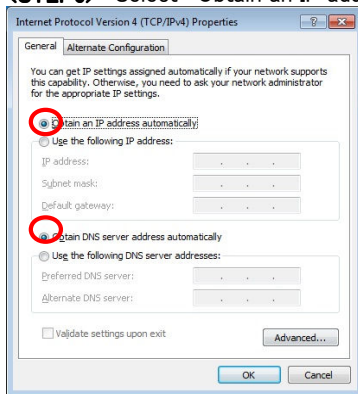 Select "Obtain an IP add
Internet Protocol Version 4 (TCP/IPv4) Properties
General Alternate Configuration
You can get IP settings assigned automatically if your network supports
this capability. Otherwise, you need to ask your network administrator
for the appropriate IP settings.
Obtain an IP address automatically
Use the following IP address:
IP address:
Subnet mask:
Default gateway:
Obtain DNS server address automatically
Use the following DNS server addresses:
Preferred DNS server:
Alternate DNS server:
Validate settings upon exit
Advanced...
OK Cancel